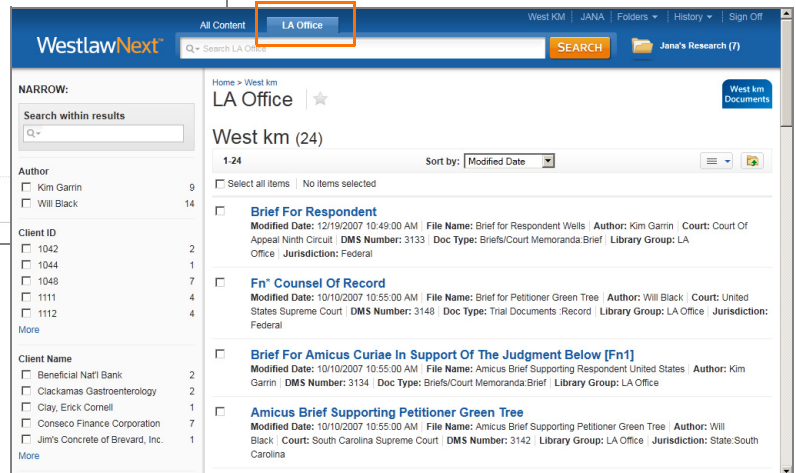 All Content
LA Office
West KM
JANA
Folders
History
Sign Off
WestlawNext™
Search LA Office
SEARCH
Jana's Research (7)
NARROW:
Search within results
Author
Kim Garrin 9
Will Black 14
Client ID
1042 2
1044 1
1048 7
1111 4
1112 4
More
Client Name
Beneficial Nat'l Bank 2
Clackamas Gastroenterology 2
Clay, Erick Cornell 1
Conseco Finance Corporation 7
Jim's Concrete of Brevard, Inc. 1
More
Home > West km
LA Office
West km
Documents
West km (24)
1-24
Sort by: Modified Date
Select all items No items selected
Brief For Respondent
Modified Date: 12/19/2007 10:49:00 AM File Name: Brief for Respondent Wells Author: Kim Garrin Court: Court Of
Appeal Ninth Circuit DMS Number: 3133 Doc Type: Briefs/Court Memoranda:Brief Library Group: LA
Office Jurisdiction: Federal
Fn* Counsel Of Record
Modified Date: 10/10/2007 10:55:00 AM File Name: Brief for Petitioner Green Tree Author: Will Black Court: United
States Supreme Court DMS Number: 3148 Doc Type: Trial Documents :Record Library Group: LA Office Jurisdiction:
Federal
Brief For Amicus Curiae In Support Of The Judgment Below [Fn1]
Modified Date: 10/10/2007 10:55:00 AM File Name: Amicus Brief Supporting Respondent United States Author: Kim
Garrin DMS Number: 3134 Doc Type: Briefs/Court Memoranda:Brief Library Group: LA Office
Amicus Brief Supporting Petitioner Green Tree
Modified Date: 10/10/2007 10:55:00 AM File Name: Amicus Brief Supporting Petitioner Green Tree Author: Will
Black Court: South Carolina Supreme Court DMS Number: 3142 Library Group: LA Office Jurisdiction: State:South
Carolina